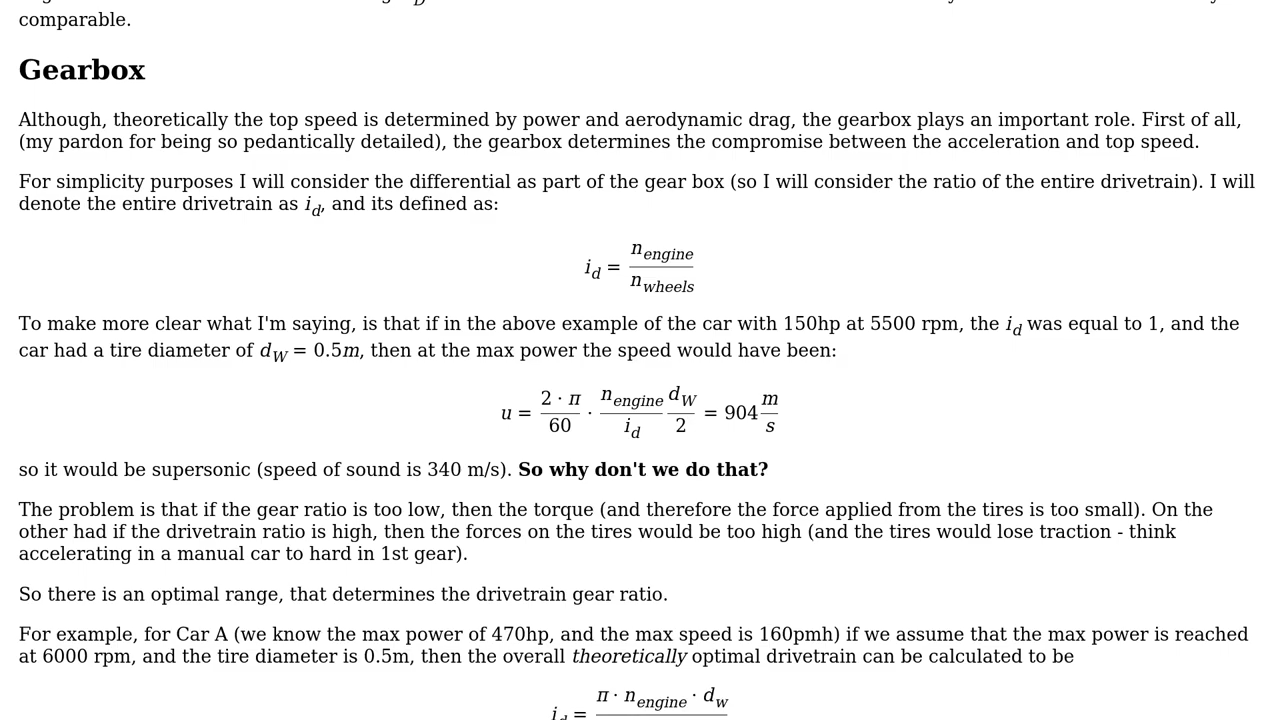 comparable.
Gearbox
Although, theoretically the top speed is determined by power and aerodynamic drag, the gearbox plays an important role. First of all,
(my pardon for being so pedantically detailed), the gearbox determines the compromise between the acceleration and top speed.
For simplicity purposes I will consider the differential as part of the gear box (so I will consider the ratio of the entire drivetrain). I will
denote the entire drivetrain as i_d, and its defined as:
i_d = n_engine / n_wheels
To make more clear what I'm saying, is that if in the above example of the car with 150hp at 5500 rpm, the i_d was equal to 1, and the
car had a tire diameter of d_W = 0.5m, then at the max power the speed would have been:
u = 2 · π / 60 · n_engine / i_d d_W / 2 = 904 m / s
so it would be supersonic (speed of sound is 340 m/s). So why don't we do that?
The problem is that if the gear ratio is too low, then the torque (and therefore the force applied from the tires is too small). On the
other had if the drivetrain ratio is high, then the forces on the tires would be too high (and the tires would lose traction - think
accelerating in a manual car to hard in 1st gear).
So there is an optimal range, that determines the drivetrain gear ratio.
For example, for Car A (we know the max power of 470hp, and the max speed is 160pmh) if we assume that the max power is reached
at 6000 rpm, and the tire diameter is 0.5m, then the overall theoretically optimal drivetrain can be calculated to be
i_d = π · n_engine · d_w